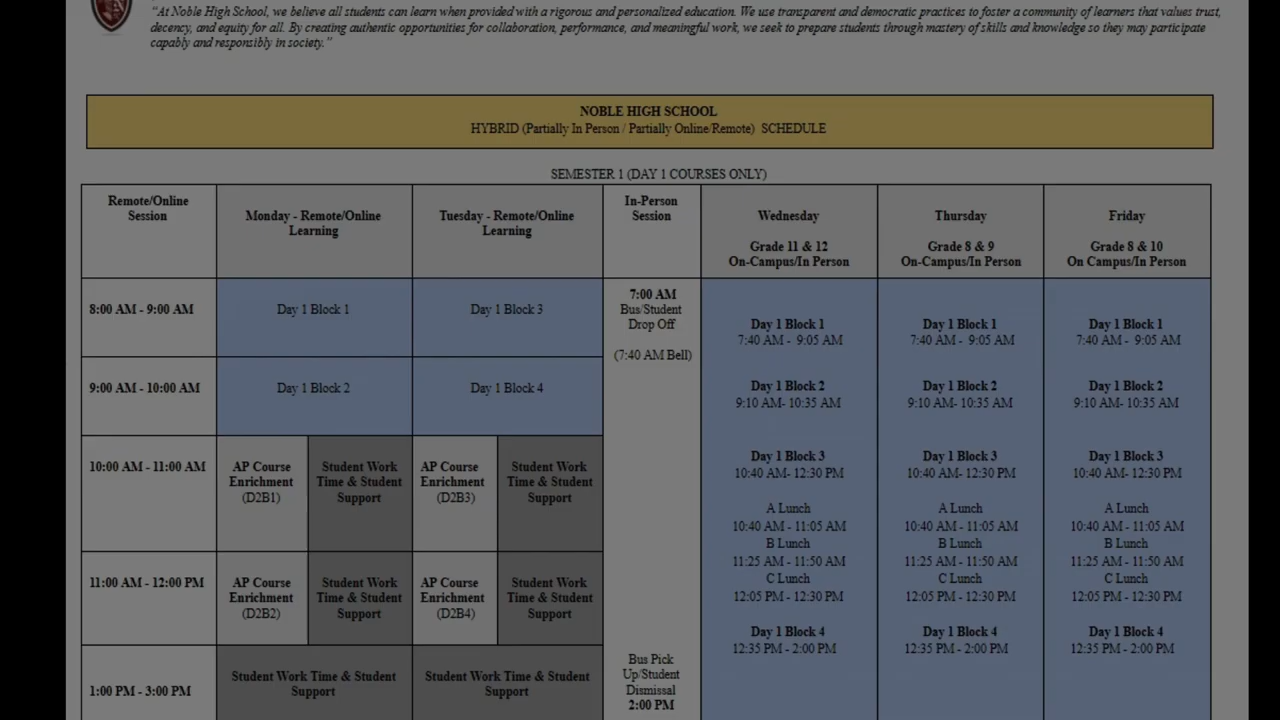 “At Noble High School, we believe all students can learn when provided with a rigorous and personalized education. We use transparent and democratic practices to foster a community of learners that values trust,
decency, and equity for all. By creating authentic opportunities for collaboration, performance, and meaningful work, we seek to prepare students through mastery of skills and knowledge so they may participate
capably and responsibly in society.”
NOBLE HIGH SCHOOL
HYBRID (Partially In Person / Partially Online/Remote) SCHEDULE
SEMESTER 1 (DAY 1 COURSES ONLY)
Remote/Online
Session
Monday - Remote/Online
Learning
Tuesday - Remote/Online
Learning
In-Person
Session
Wednesday
Grade 11 & 12
On-Campus/In Person
Thursday
Grade 8 & 9
On-Campus/In Person
Friday
Grade 8 & 10
On Campus/In Person
8:00 AM - 9:00 AM
Day 1 Block 1
Day 1 Block 3
9:00 AM - 10:00 AM
Day 1 Block 2
Day 1 Block 4
10:00 AM - 11:00 AM
AP Course
Enrichment
(D2B1)
Student Work
Time & Student
Support
AP Course
Enrichment
(D2B3)
Student Work
Time & Student
Support
11:00 AM - 12:00 PM
AP Course
Enrichment
(D2B2)
Student Work
Time & Student
Support
AP Course
Enrichment
(D2B4)
Student Work
Time & Student
Support
1:00 PM - 3:00 PM
Student Work Time & Student
Support
Student Work Time & Student
Support
7:00 AM
Bus/Student
Drop Off
(7:40 AM Bell)
Bus Pick
Up/Student
Dismissal
2:00 PM
Day 1 Block 1
7:40 AM - 9:05 AM
Day 1 Block 2
9:10 AM- 10:35 AM
Day 1 Block 3
10:40 AM- 12:30 PM
A Lunch
10:40 AM - 11:05 AM
B Lunch
11:25 AM - 11:50 AM
C Lunch
12:05 PM - 12:30 PM
Day 1 Block 4
12:35 PM - 2:00 PM
Day 1 Block 1
7:40 AM - 9:05 AM
Day 1 Block 2
9:10 AM- 10:35 AM
Day 1 Block 3
10:40 AM- 12:30 PM
A Lunch
10:40 AM - 11:05 AM
B Lunch
11:25 AM - 11:50 AM
C Lunch
12:05 PM - 12:30 PM
Day 1 Block 4
12:35 PM - 2:00 PM
Day 1 Block 1
7:40 AM - 9:05 AM
Day 1 Block 2
9:10 AM- 10:35 AM
Day 1 Block 3
10:40 AM- 12:30 PM
A Lunch
10:40 AM - 11:05 AM
B Lunch
11:25 AM - 11:50 AM
C Lunch
12:05 PM - 12:30 PM
Day 1 Block 4
12:35 PM - 2:00 PM